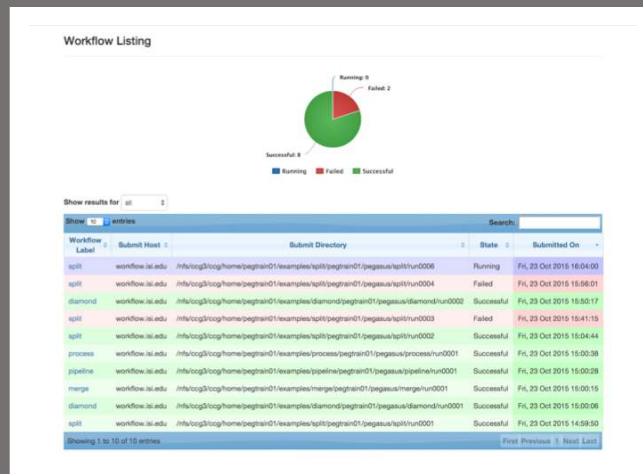 Workflow Listing
Running: 0
Failed: 2
Successful: 8
Running Failed Successful
Show results for all
Show 10 entries Search:
Workflow Label Submit Host Submit Directory State Submitted On
split workflow.isi.edu /nfs/ccg3/ccg/home/pegtrain01/examples/split/pegtrain01/pegasus/split/run0006 Running Fri, 23 Oct 2015 16:04:00
split workflow.isi.edu /nfs/ccg3/ccg/home/pegtrain01/examples/split/pegtrain01/pegasus/split/run0004 Failed Fri, 23 Oct 2015 15:56:01
diamond workflow.isi.edu /nfs/ccg3/ccg/home/pegtrain01/examples/diamond/pegtrain01/pegasus/diamond/run0002 Successful Fri, 23 Oct 2015 15:50:17
split workflow.isi.edu /nfs/ccg3/ccg/home/pegtrain01/examples/split/pegtrain01/pegasus/split/run0003 Failed Fri, 23 Oct 2015 15:41:15
split workflow.isi.edu /nfs/ccg3/ccg/home/pegtrain01/examples/split/pegtrain01/pegasus/split/run0002 Successful Fri, 23 Oct 2015 15:04:44
process workflow.isi.edu /nfs/ccg3/ccg/home/pegtrain01/examples/process/pegtrain01/pegasus/process/run0001 Successful Fri, 23 Oct 2015 15:00:38
pipeline workflow.isi.edu /nfs/ccg3/ccg/home/pegtrain01/examples/pipeline/pegtrain01/pegasus/pipeline/run0001 Successful Fri, 23 Oct 2015 15:00:28
merge workflow.isi.edu /nfs/ccg3/ccg/home/pegtrain01/examples/merge/pegtrain01/pegasus/merge/run0001 Successful Fri, 23 Oct 2015 15:00:15
diamond workflow.isi.edu /nfs/ccg3/ccg/home/pegtrain01/examples/diamond/pegtrain01/pegasus/diamond/run0001 Successful Fri, 23 Oct 2015 15:00:06
split workflow.isi.edu /nfs/ccg3/ccg/home/pegtrain01/examples/split/pegtrain01/pegasus/split/run0001 Successful Fri, 23 Oct 2015 14:59:50
Showing 1 to 10 of 10 entries First Previous 1 Next Last